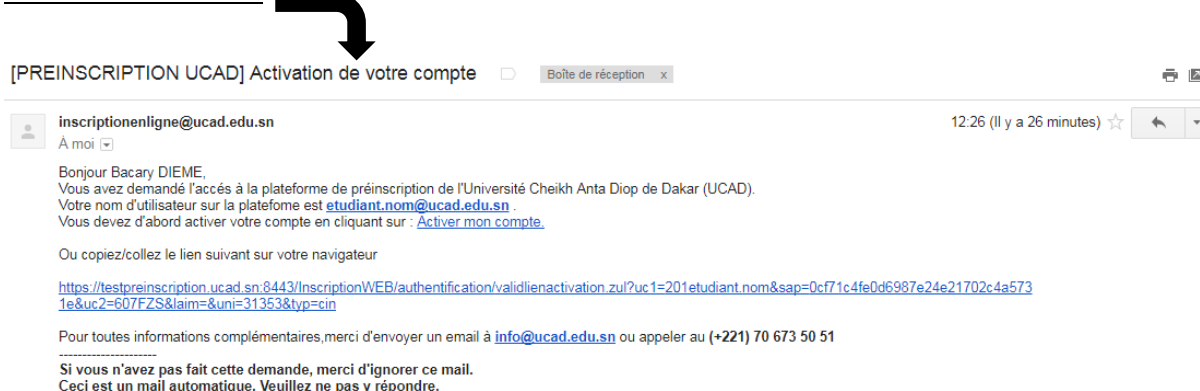 [PREINSCRIPTION UCAD] Activation de votre compte Boîte de réception x
inscriptionenligne@ucad.edu.sn 12:26 (Il y a 26 minutes)
À moi
Bonjour Bacary DIEME,
Vous avez demandé l'accés à la plateforme de préinscription de l'Université Cheikh Anta Diop de Dakar (UCAD).
Votre nom d'utilisateur sur la platefome est etudiant.nom@ucad.edu.sn .
Vous devez d'abord activer votre compte en cliquant sur : Activer mon compte.
Ou copiez/collez le lien suivant sur votre navigateur
https://testpreinscription.ucad.sn:8443/InscriptionWEB/authentification/validlienactivation.zul?uc1=201etudiant.nom&sap=0cf71c4fe0d6987e24e21702c4a573
1e&uc2=607FZS&laim=&uni=31353&typ=cin
Pour toutes informations complémentaires,merci d'envoyer un email à info@ucad.edu.sn ou appeler au (+221) 70 673 50 51
---------------------
Si vous n'avez pas fait cette demande, merci d'ignorer ce mail.
Ceci est un mail automatique. Veuillez ne pas y répondre.